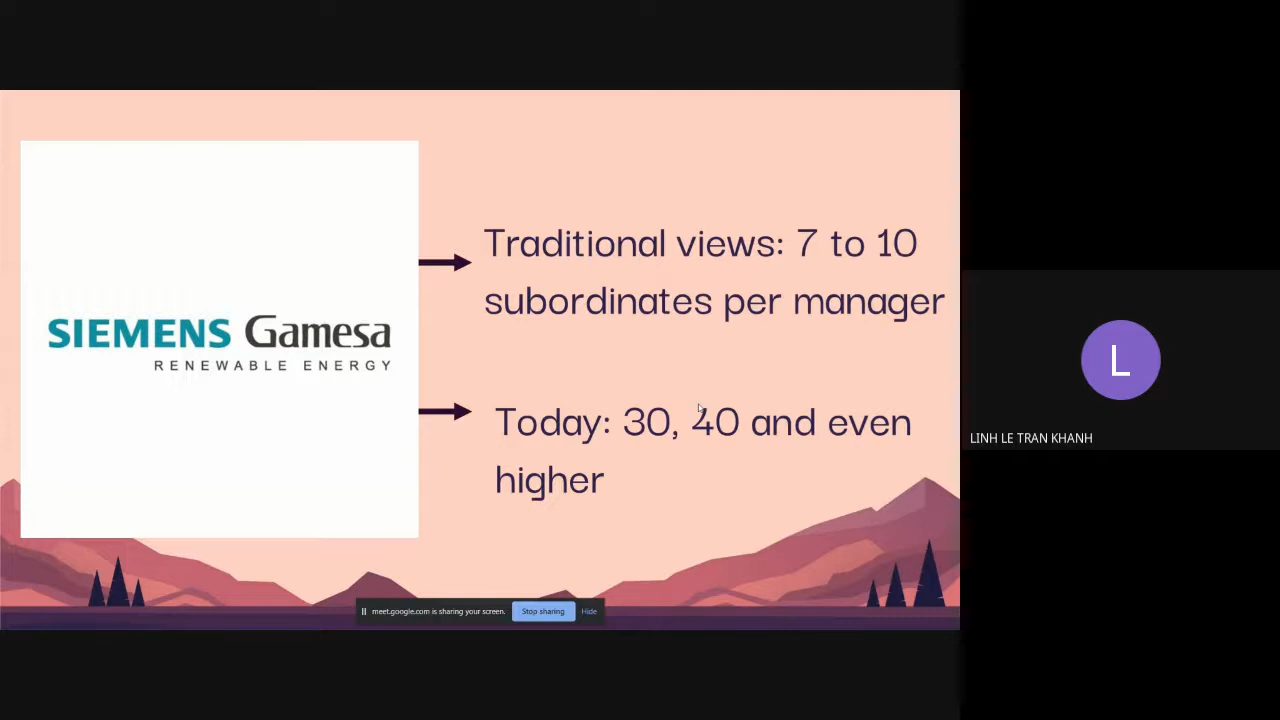 Traditional views: 7 to 10
subordinates per manager
SIEMENS Gamesa
RENEWABLE ENERGY
Today: 30, 40 and even
higher
L
LINH LE TRAN KHANH
meet.google.com is sharing your screen.
Stop sharing
Hide